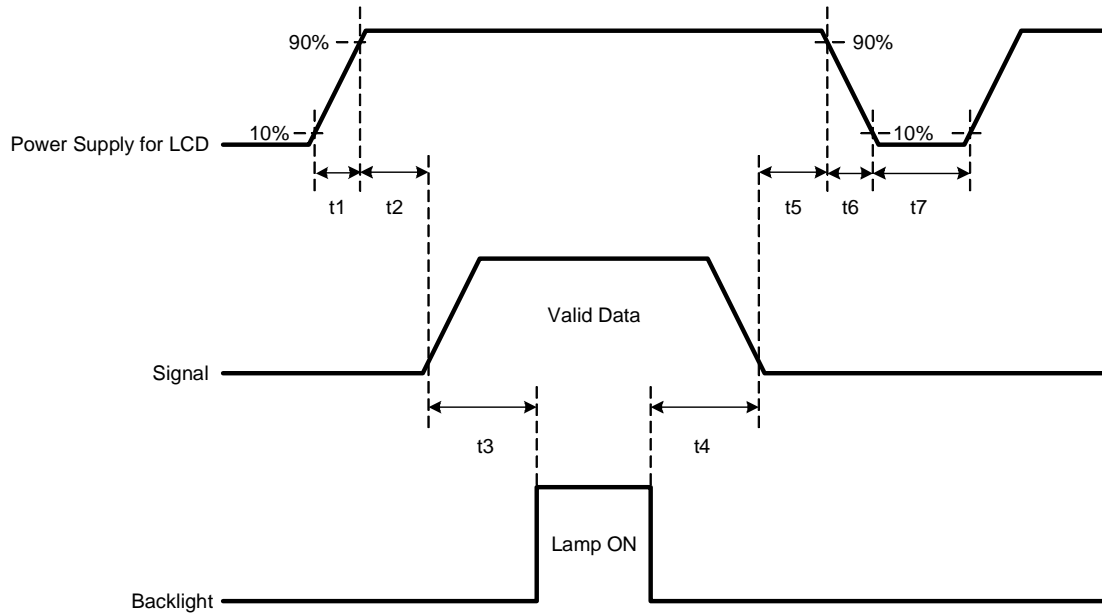 90%
90%
10%
10%
Power Supply for LCD
t1
t2
t5
t6
t7
Valid Data
Signal
t3
t4
Lamp ON
Backlight